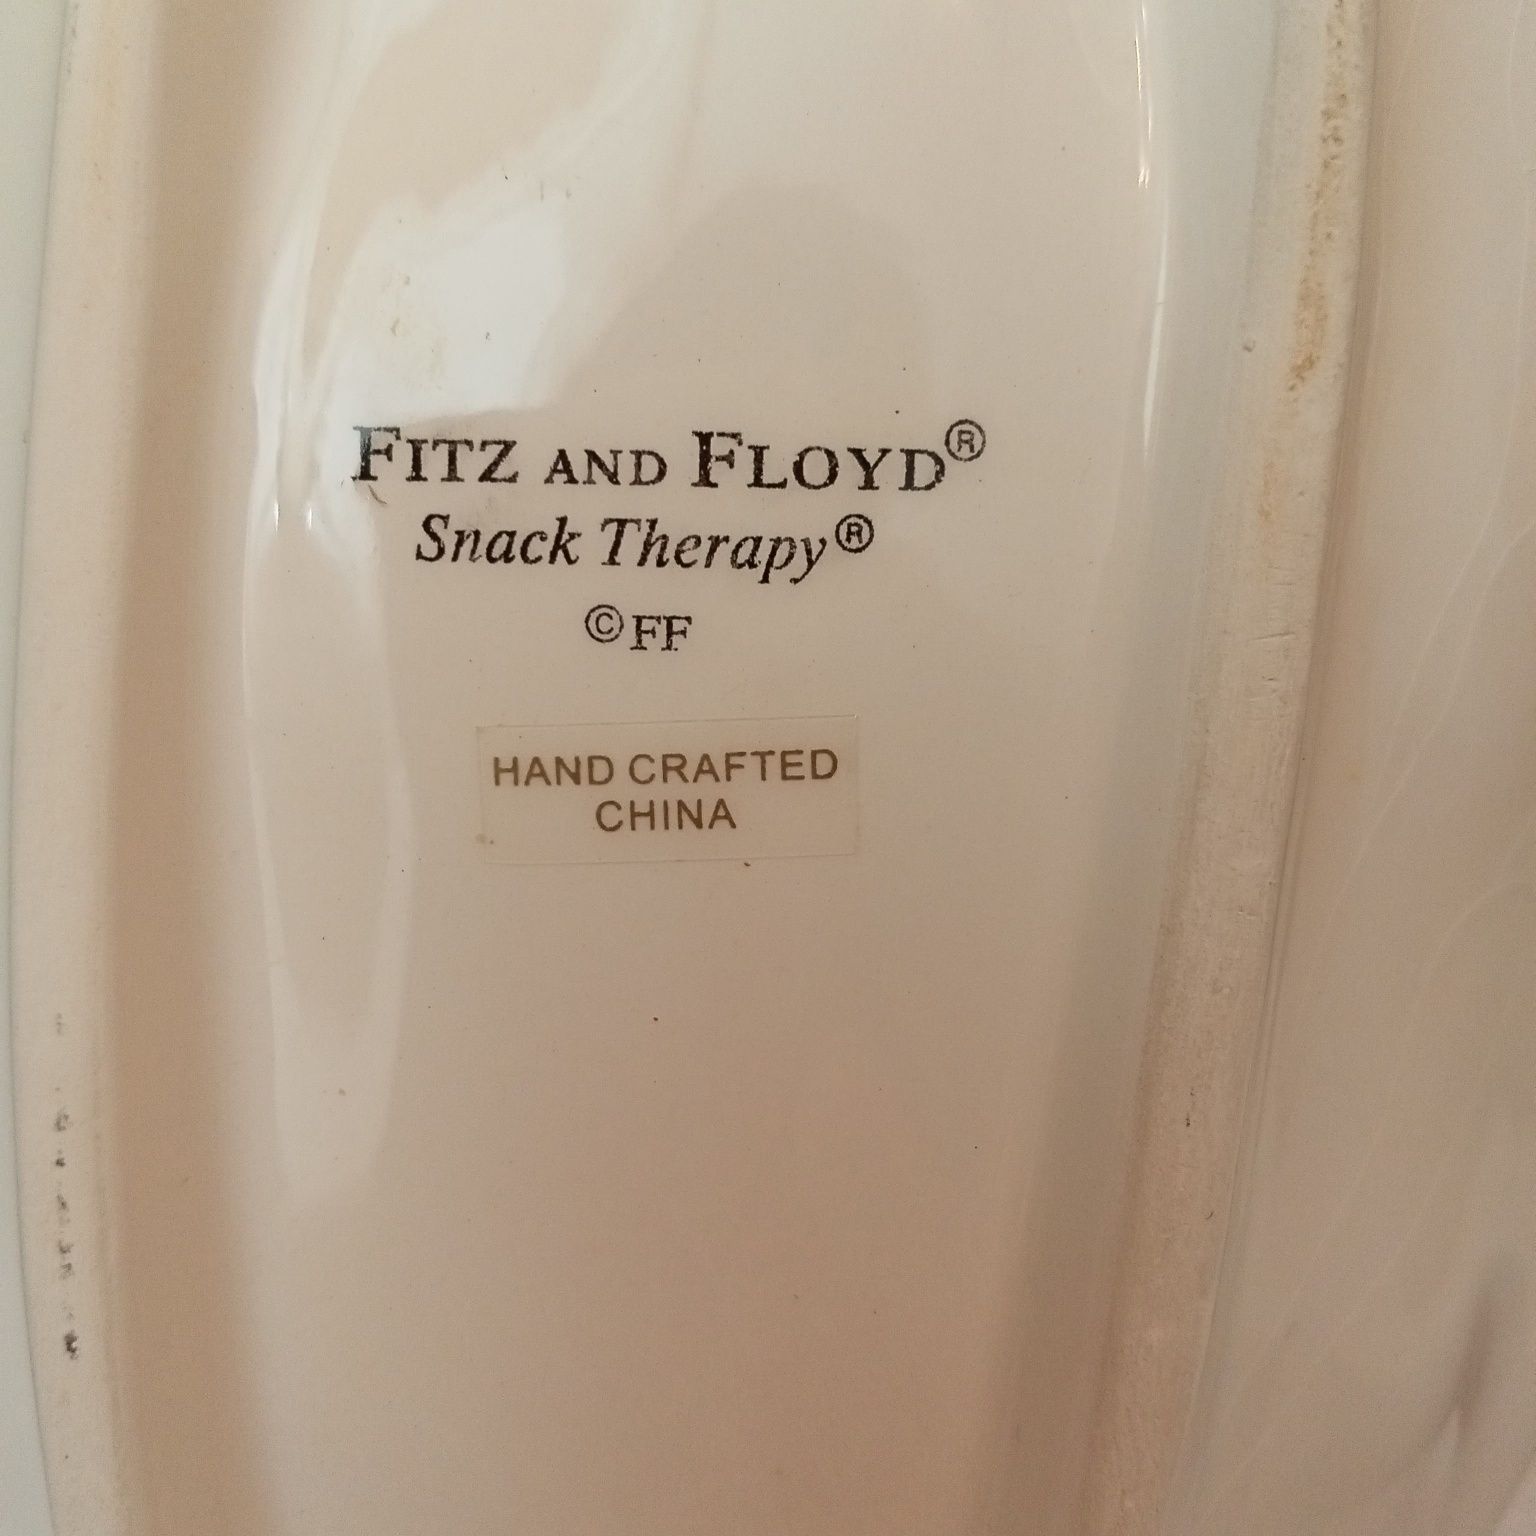 FITZ AND FLOYD®
Snack Therapy®
©FF
HAND CRAFTED
CHINA